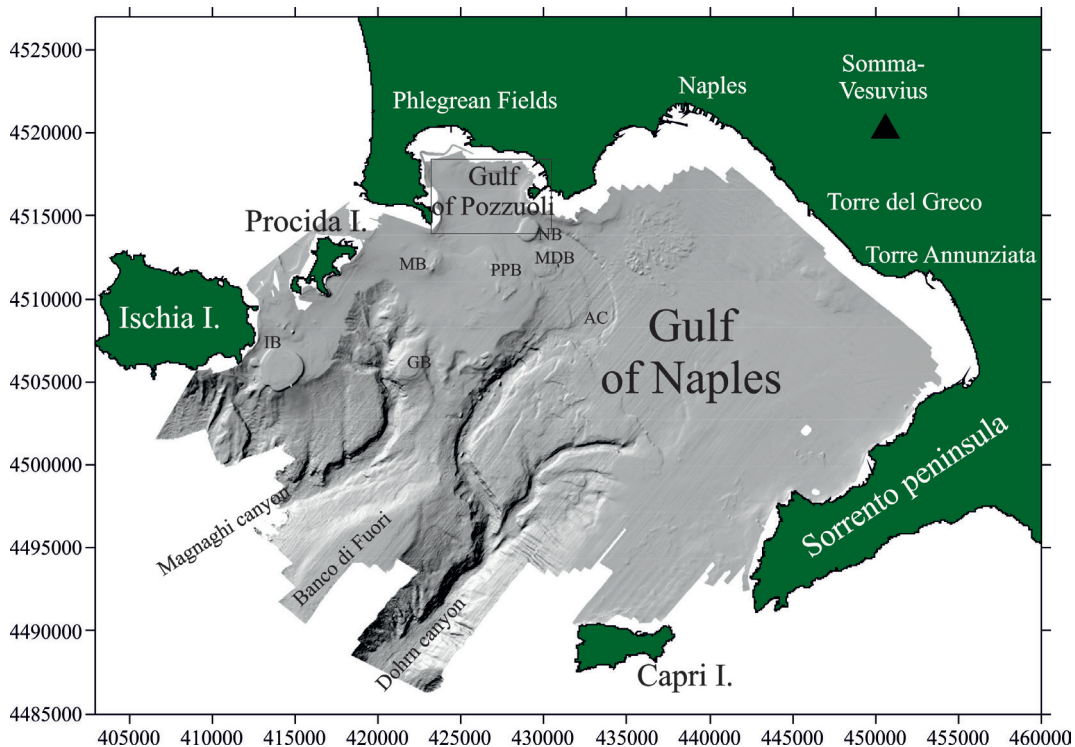 4525000
4520000
4515000
4510000
4505000
4500000
4495000
4490000
4485000
405000
410000
415000
420000
425000
430000
435000
440000
445000
450000
455000
460000
Somma-
Vesuvius
Naples
Phlegrean Fields
Gulf
of Pozzuoli
Torre del Greco
Procida I.
NB
Torre Annunziata
MB
PPB
MDB
Ischia I.
AC
Gulf
of Naples
IB
GB
Sorrento peninsula
Magnaghi canyon
Banco di Fuori
Dohrn canyon
Capri I.